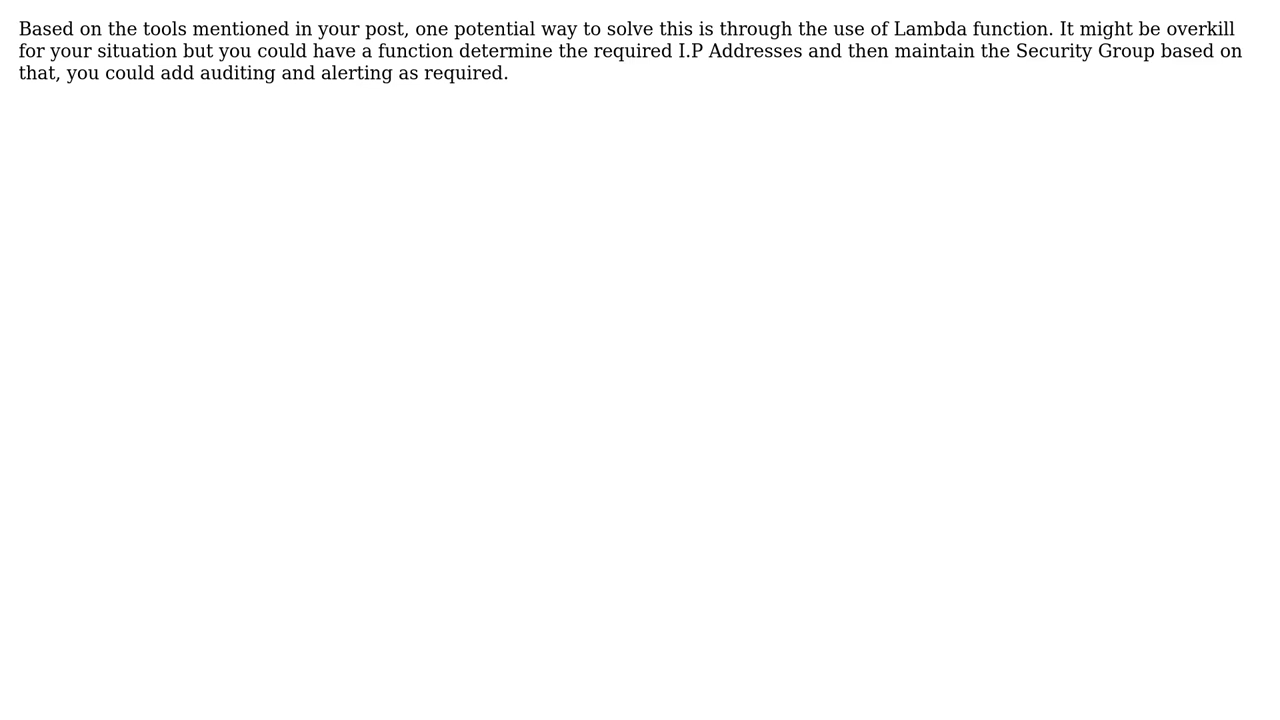 Based on the tools mentioned in your post, one potential way to solve this is through the use of Lambda function. It might be overkill
for your situation but you could have a function determine the required I.P Addresses and then maintain the Security Group based on
that, you could add auditing and alerting as required.